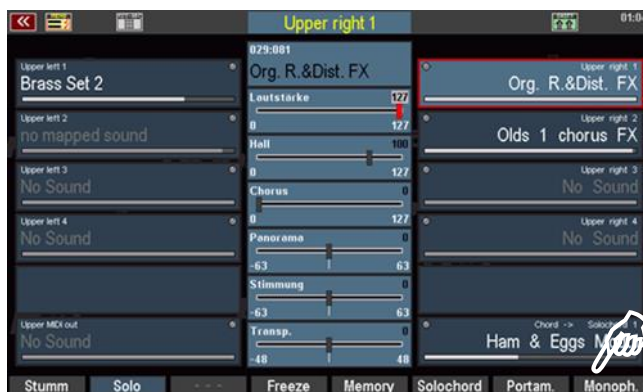 Upper right 1
01:0
Upper left 1
Brass Set 2
Upper left 2
no mapped sound
Upper left 3
No Sound
Upper left 4
No Sound
Upper MIDI out
No Sound
029:081
Org. R.&Dist. FX
Lautstärke 127
0 127
Hall 100
0 127
Chorus 0
0 127
Panorama 0
-63 63
Stimmung 0
-63 63
Transp. 0
-48 48
Upper right 1
Org. R.&Dist. FX
Upper right 2
Olds 1 chorus FX
Upper right 3
No Sound
Upper right 4
No Sound
Chord -> Solochord 1
Ham & Eggs
Stumm Solo --- Freeze Memory Solochord Portam. Monoph.